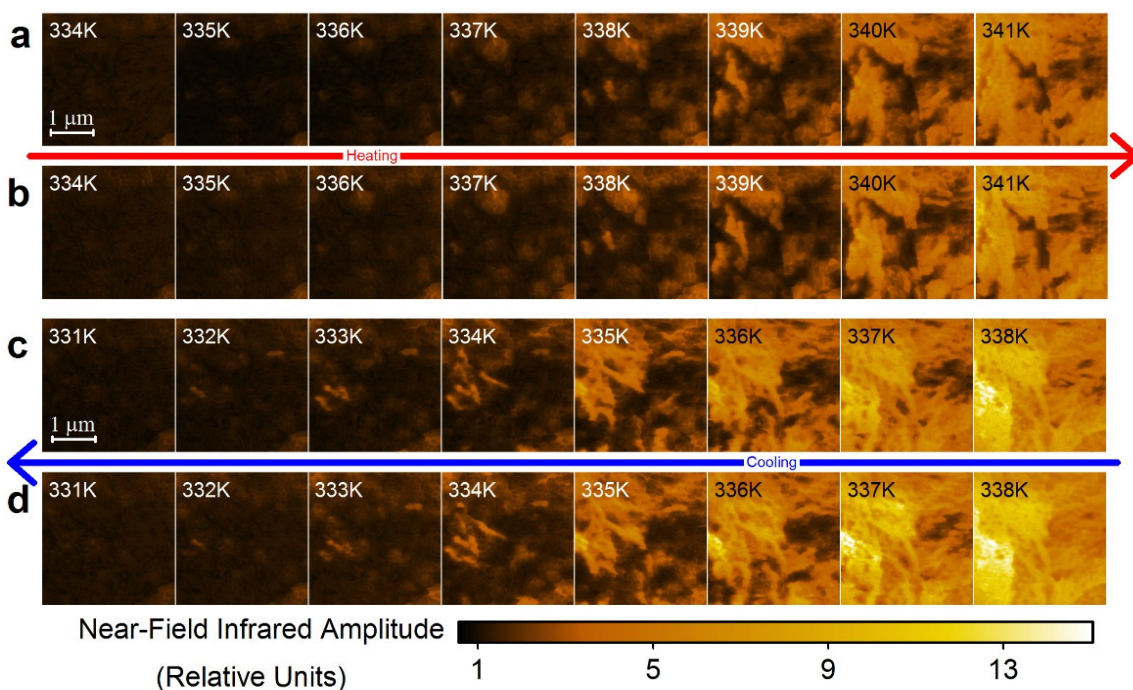 a
334K 335K 336K 337K 338K 339K 340K 341K
1 μm
Heating
b
334K 335K 336K 337K 338K 339K 340K 341K
c
331K 332K 333K 334K 335K 336K 337K 338K
1 μm
Cooling
d
331K 332K 333K 334K 335K 336K 337K 338K
Near-Field Infrared Amplitude
(Relative Units)
1 5 9 13